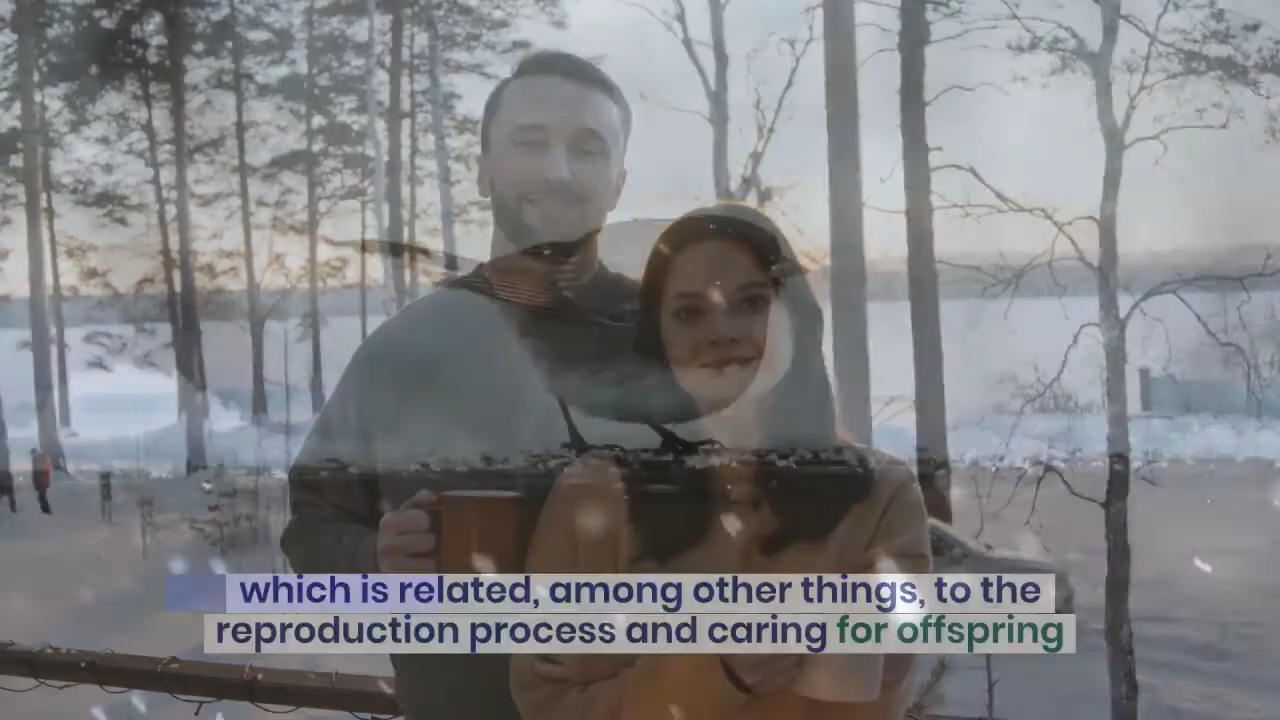 which is related, among other things, to the
reproduction process and caring for offspring